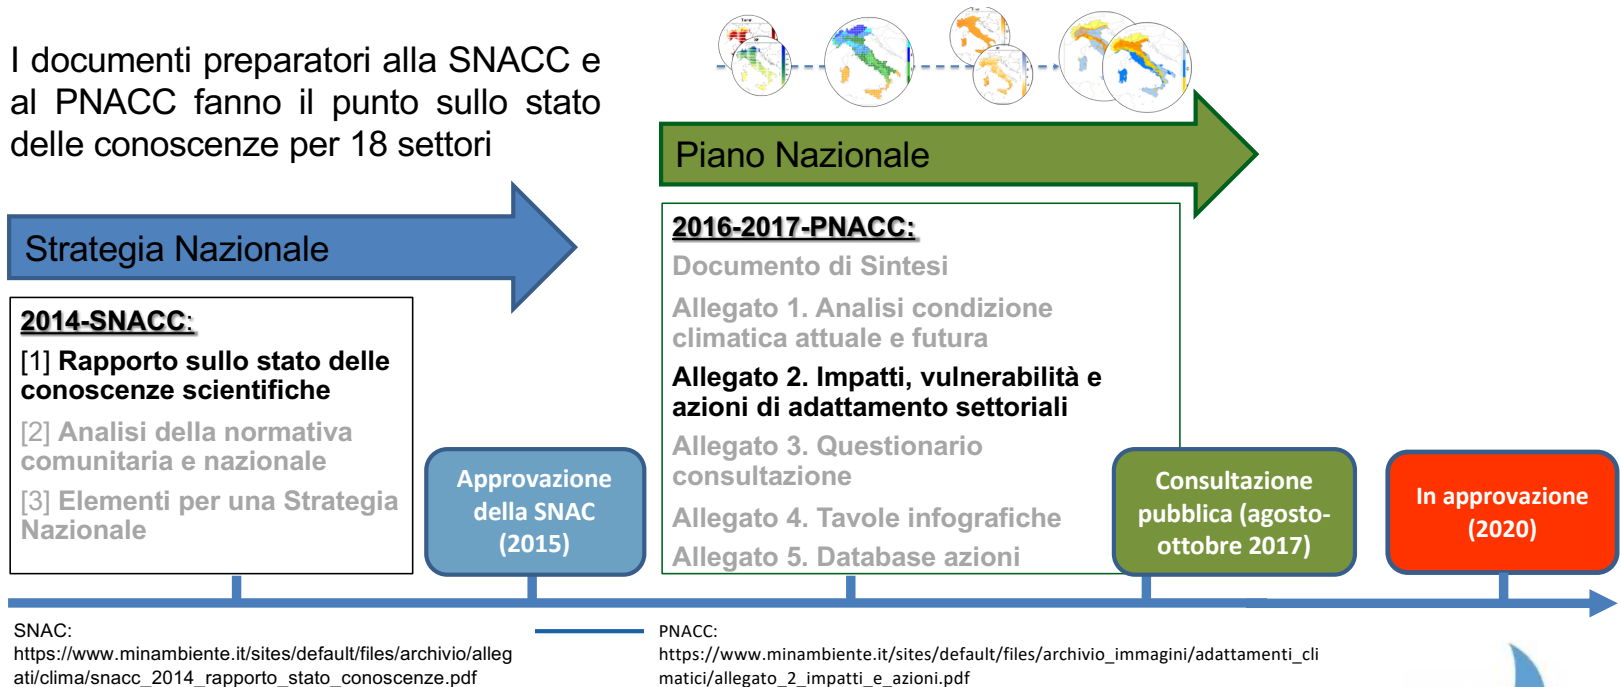 I documenti preparatori alla SNACC e
al PNACC fanno il punto sullo stato
delle conoscenze per 18 settori
Strategia Nazionale
2014-SNACC:
[1] Rapporto sullo stato delle
conoscenze scientifiche
[2] Analisi della normativa
comunitaria e nazionale
[3] Elementi per una Strategia
Nazionale
Approvazione
della SNAC
(2015)
Piano Nazionale
2016-2017-PNACC:
Documento di Sintesi
Allegato 1. Analisi condizione
climatica attuale e futura
Allegato 2. Impatti, vulnerabilità e
azioni di adattamento settoriali
Allegato 3. Questionario
consultazione
Allegato 4. Tavole infografiche
Allegato 5. Database azioni
Consultazione
pubblica (agosto-
ottobre 2017)
In approvazione
(2020)
SNAC:
https://www.minambiente.it/sites/default/files/archivio/alleg
ati/clima/snacc_2014_rapporto_stato_conoscenze.pdf
PNACC:
https://www.minambiente.it/sites/default/files/archivio_immagini/adattamenti_cli
matici/allegato_2_impatti_e_azioni.pdf